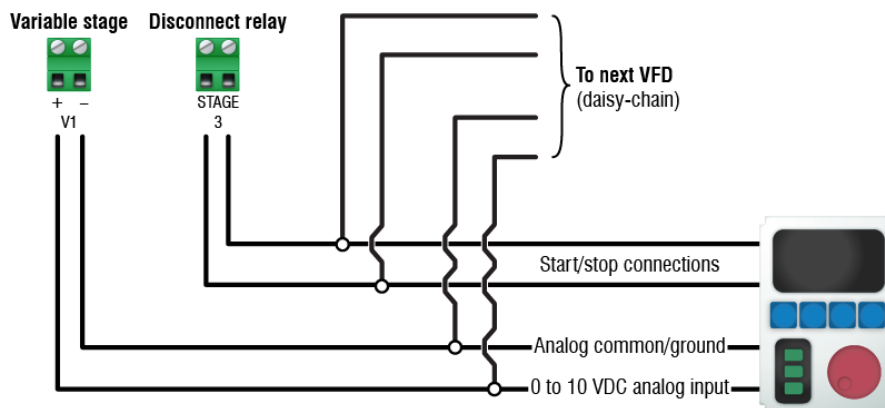 Variable stage
Disconnect relay
+ –
V1
STAGE
3
To next VFD
(daisy-chain)
Start/stop connections
Analog common/ground
0 to 10 VDC analog input